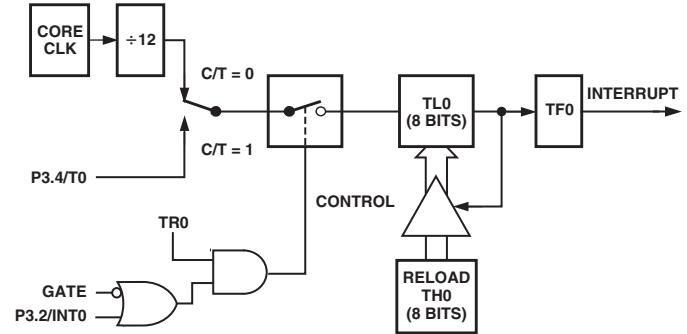 CORE
CLK
÷12
C/T = 0
C/T = 1
P3.4/T0
TL0
(8 BITS)
TF0
INTERRUPT
CONTROL
TR0
GATE
P3.2/INT0
RELOAD
TH0
(8 BITS)